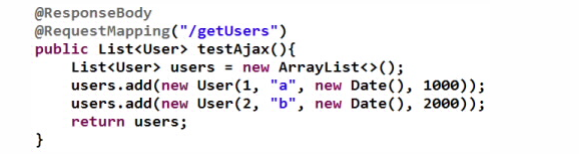 @ResponseBody
@RequestMapping("/getUsers")
public List<User> testAjax(){
List<User> users = new ArrayList<>();
users.add(new User(1, "a", new Date(), 1000));
users.add(new User(2, "b", new Date(), 2000));
return users;
}